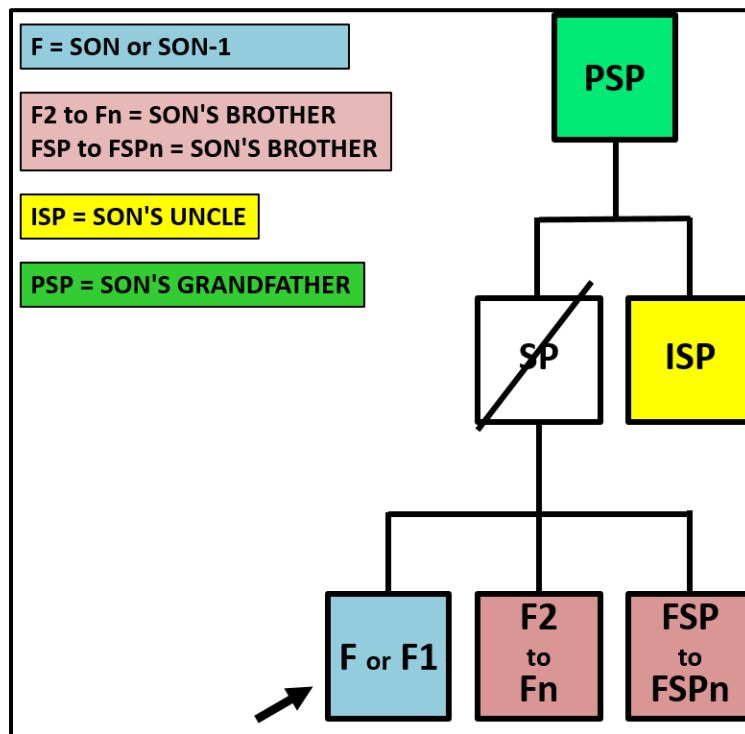 F = SON or SON-1
F2 to Fn = SON'S BROTHER
FSP to FSPn = SON'S BROTHER
ISP = SON'S UNCLE
PSP = SON'S GRANDFATHER
PSP
SP
ISP
F or F1
F2
to
Fn
FSP
to
FSPn